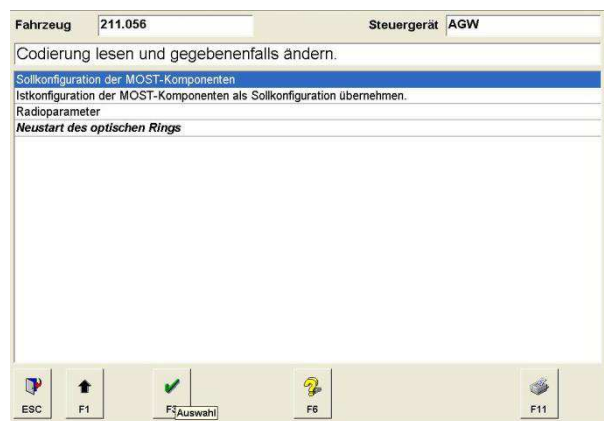 Fahrzeug 211.056 Steuergerät AGW
Codierung lesen und gegebenenfalls ändern.
Sollkonfiguration der MOST-Komponenten
Istkonfiguration der MOST-Komponenten als Sollkonfiguration übernehmen.
Radioparameter
Neustart des optischen Rings
ESC F1 Auswahl F6 F11